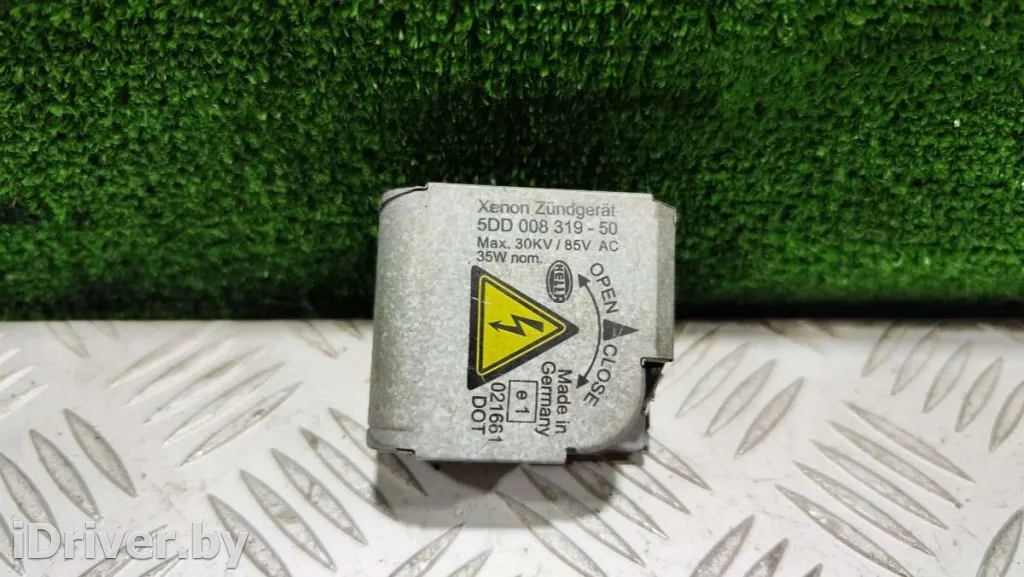 Xenon Zündgerät
5DD 008 319 - 50
Max. 30KV / 85V AC
35W nom.
HELLA
OPEN
CLOSE
Made in
Germany
e 1
021661
DOT
iDriver.by